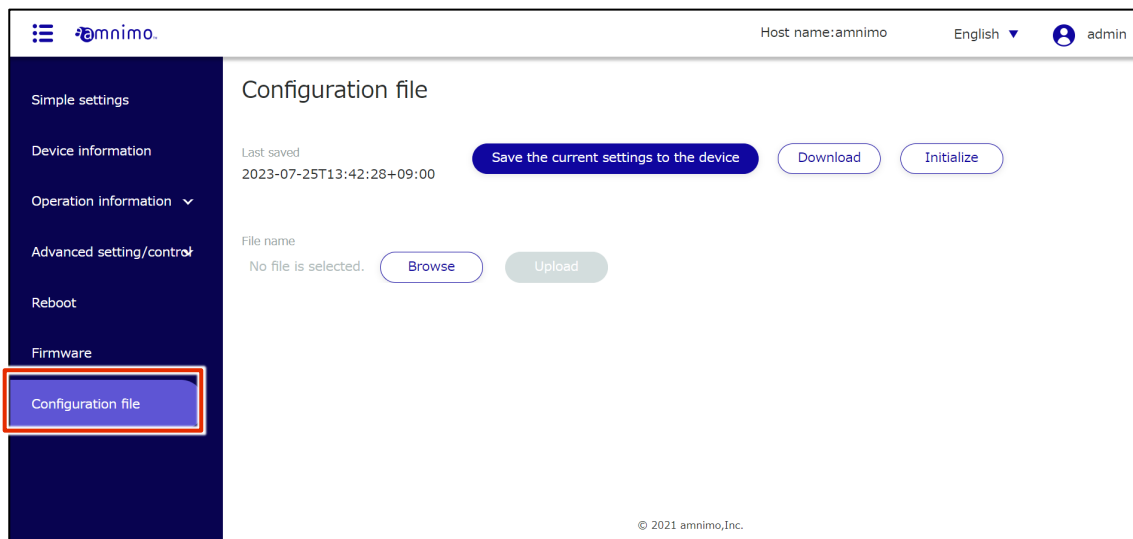 amnimo
Host name:amnimo
English ▼
admin
Simple settings
Device information
Operation information
Advanced setting/control
Reboot
Firmware
Configuration file
Configuration file
Last saved
2023-07-25T13:42:28+09:00
Save the current settings to the device
Download
Initialize
File name
No file is selected.
Browse
Upload
© 2021 amnimo,Inc.